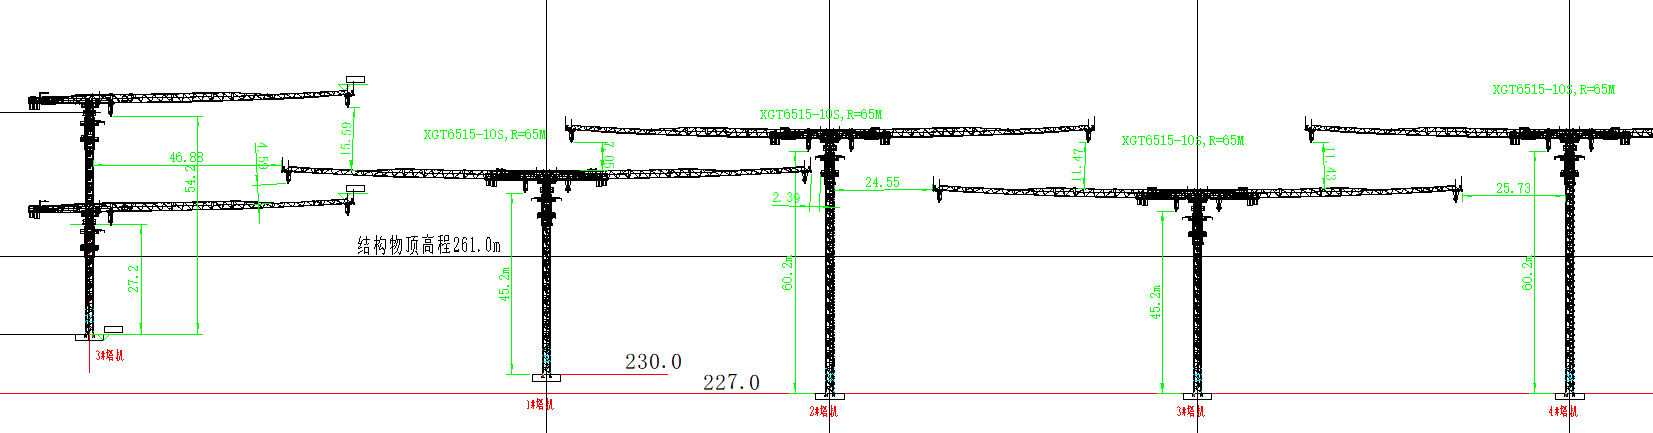 XGT6515-10S,R=65M
XGT6515-10S,R=65M
XGT6515-10S,R=65M
XGT6515-10S,R=65M
15.59
4.59
46.88
54.2
7.05
11.47
11.43
24.55
25.73
2.39
结构物顶高程261.0m
27.2
45.2m
60.2m
45.2m
60.2m
230.0
227.0
3#塔机
1#塔机
2#塔机
3#塔机
4#塔机